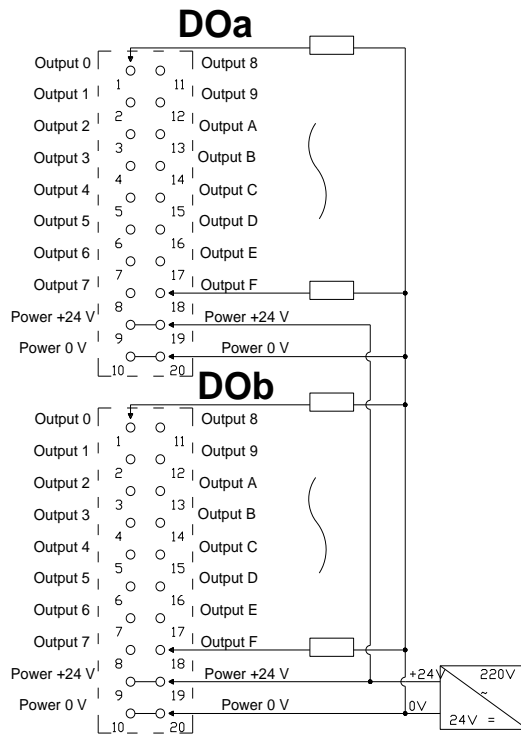 DOa
Output 0 Output 8
1 11
Output 1 Output 9
2 12
Output 2 Output A
3 13
Output 3 Output B
4 14
Output 4 Output C
5 15
Output 5 Output D
6 16
Output 6 Output E
7 17
Output 7 Output F
8 18
Power +24 V Power +24 V
9 19
Power 0 V Power 0 V
10 20
DOb
Output 0 Output 8
1 11
Output 1 Output 9
2 12
Output 2 Output A
3 13
Output 3 Output B
4 14
Output 4 Output C
5 15
Output 5 Output D
6 16
Output 6 Output E
7 17
Output 7 Output F
8 18
Power +24 V Power +24 V +24V 220V
9 19 ~
Power 0 V Power 0 V 0V
10 20 24V =